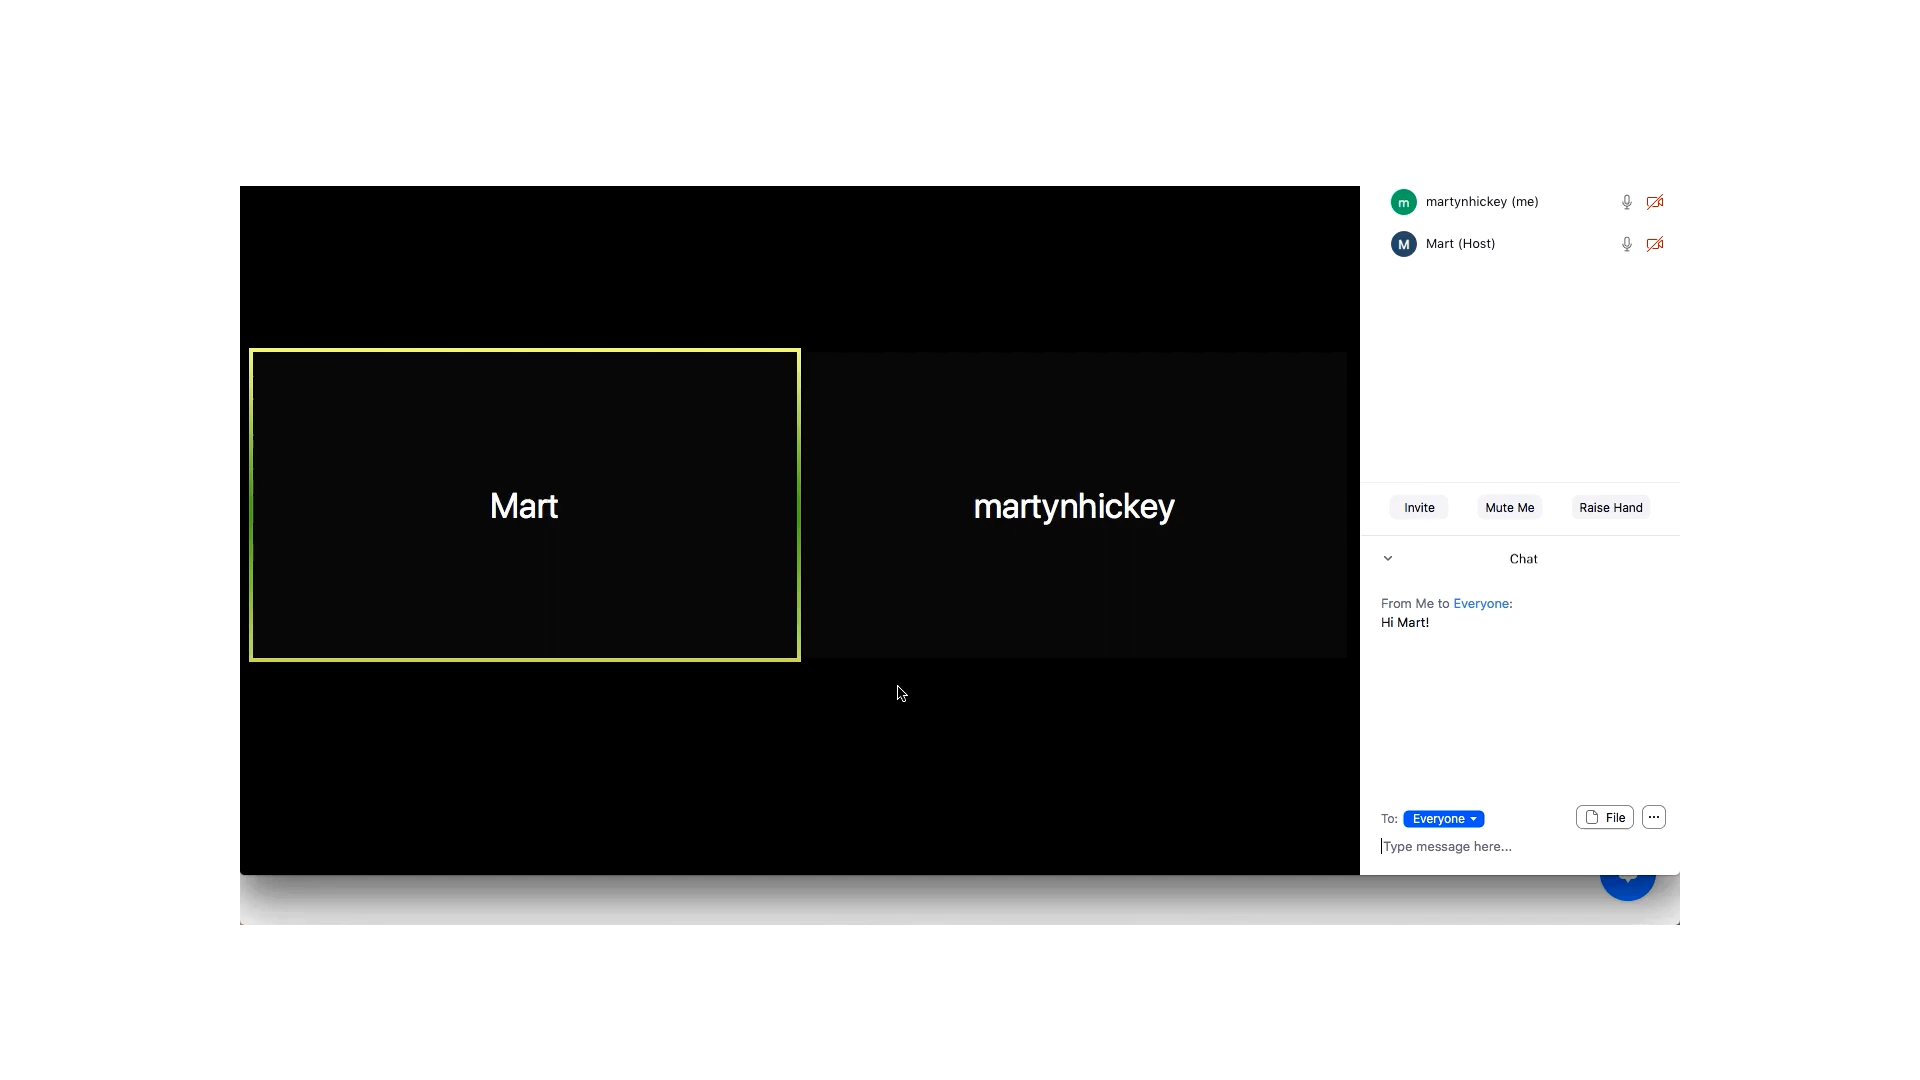 Mart
martynhickey
m martynhickey (me)
M Mart (Host)
Invite Mute Me Raise Hand
Chat
From Me to Everyone:
Hi Mart!
To: Everyone File
Type message here...